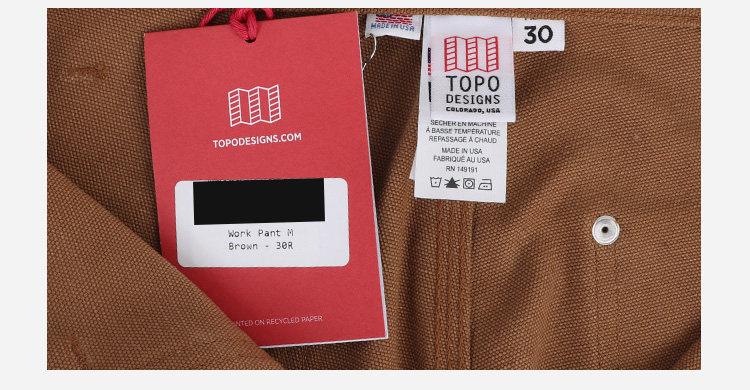 TOPODESIGNS.COM
Work Pant M
Brown - 30R
NTED ON RECYCLED PAPER
MADE IN USA
30
TOPO
DESIGNS
COLORADO, USA
SECHER EN MACHINE
À BASSE TEMPÉRATURE
REPASSAGE À CHAUD
MADE IN USA
FABRIQUÉ AU USA
RN 149191